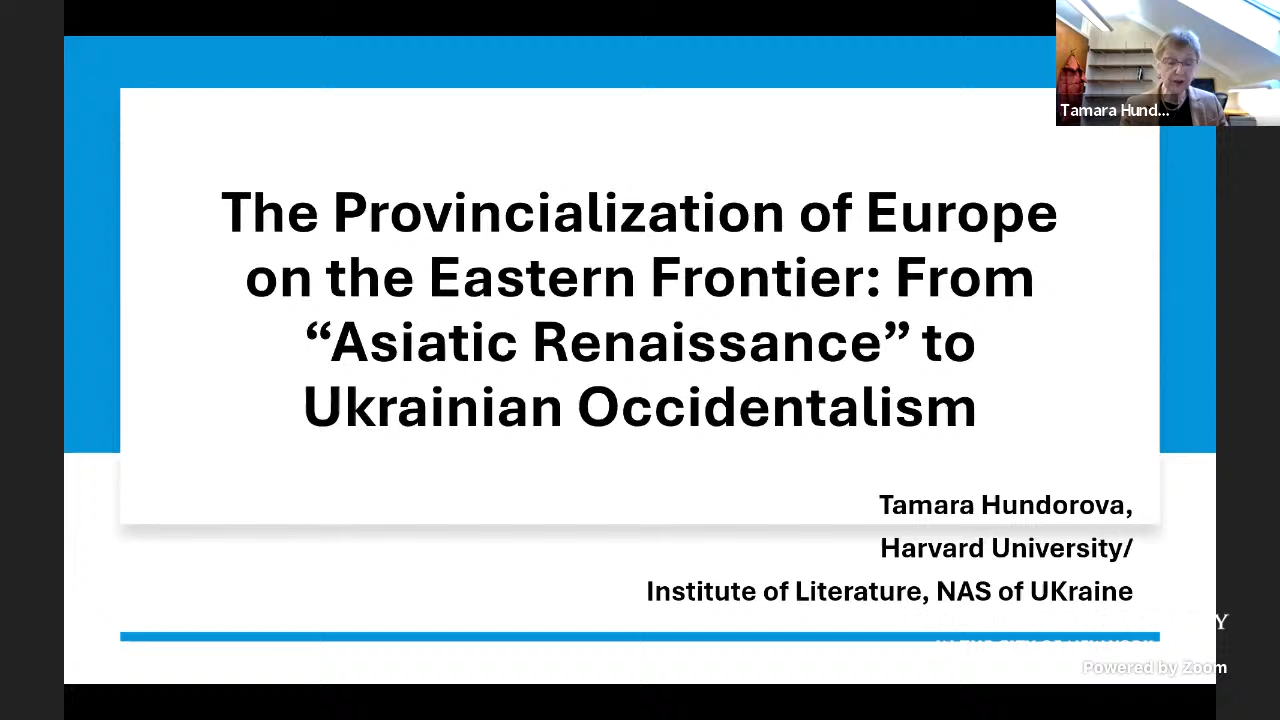 Tamara Hund...
The Provincialization of Europe
on the Eastern Frontier: From
“Asiatic Renaissance” to
Ukrainian Occidentalism
Tamara Hundorova,
Harvard University/
Institute of Literature, NAS of UKraine
Powered by Zoom